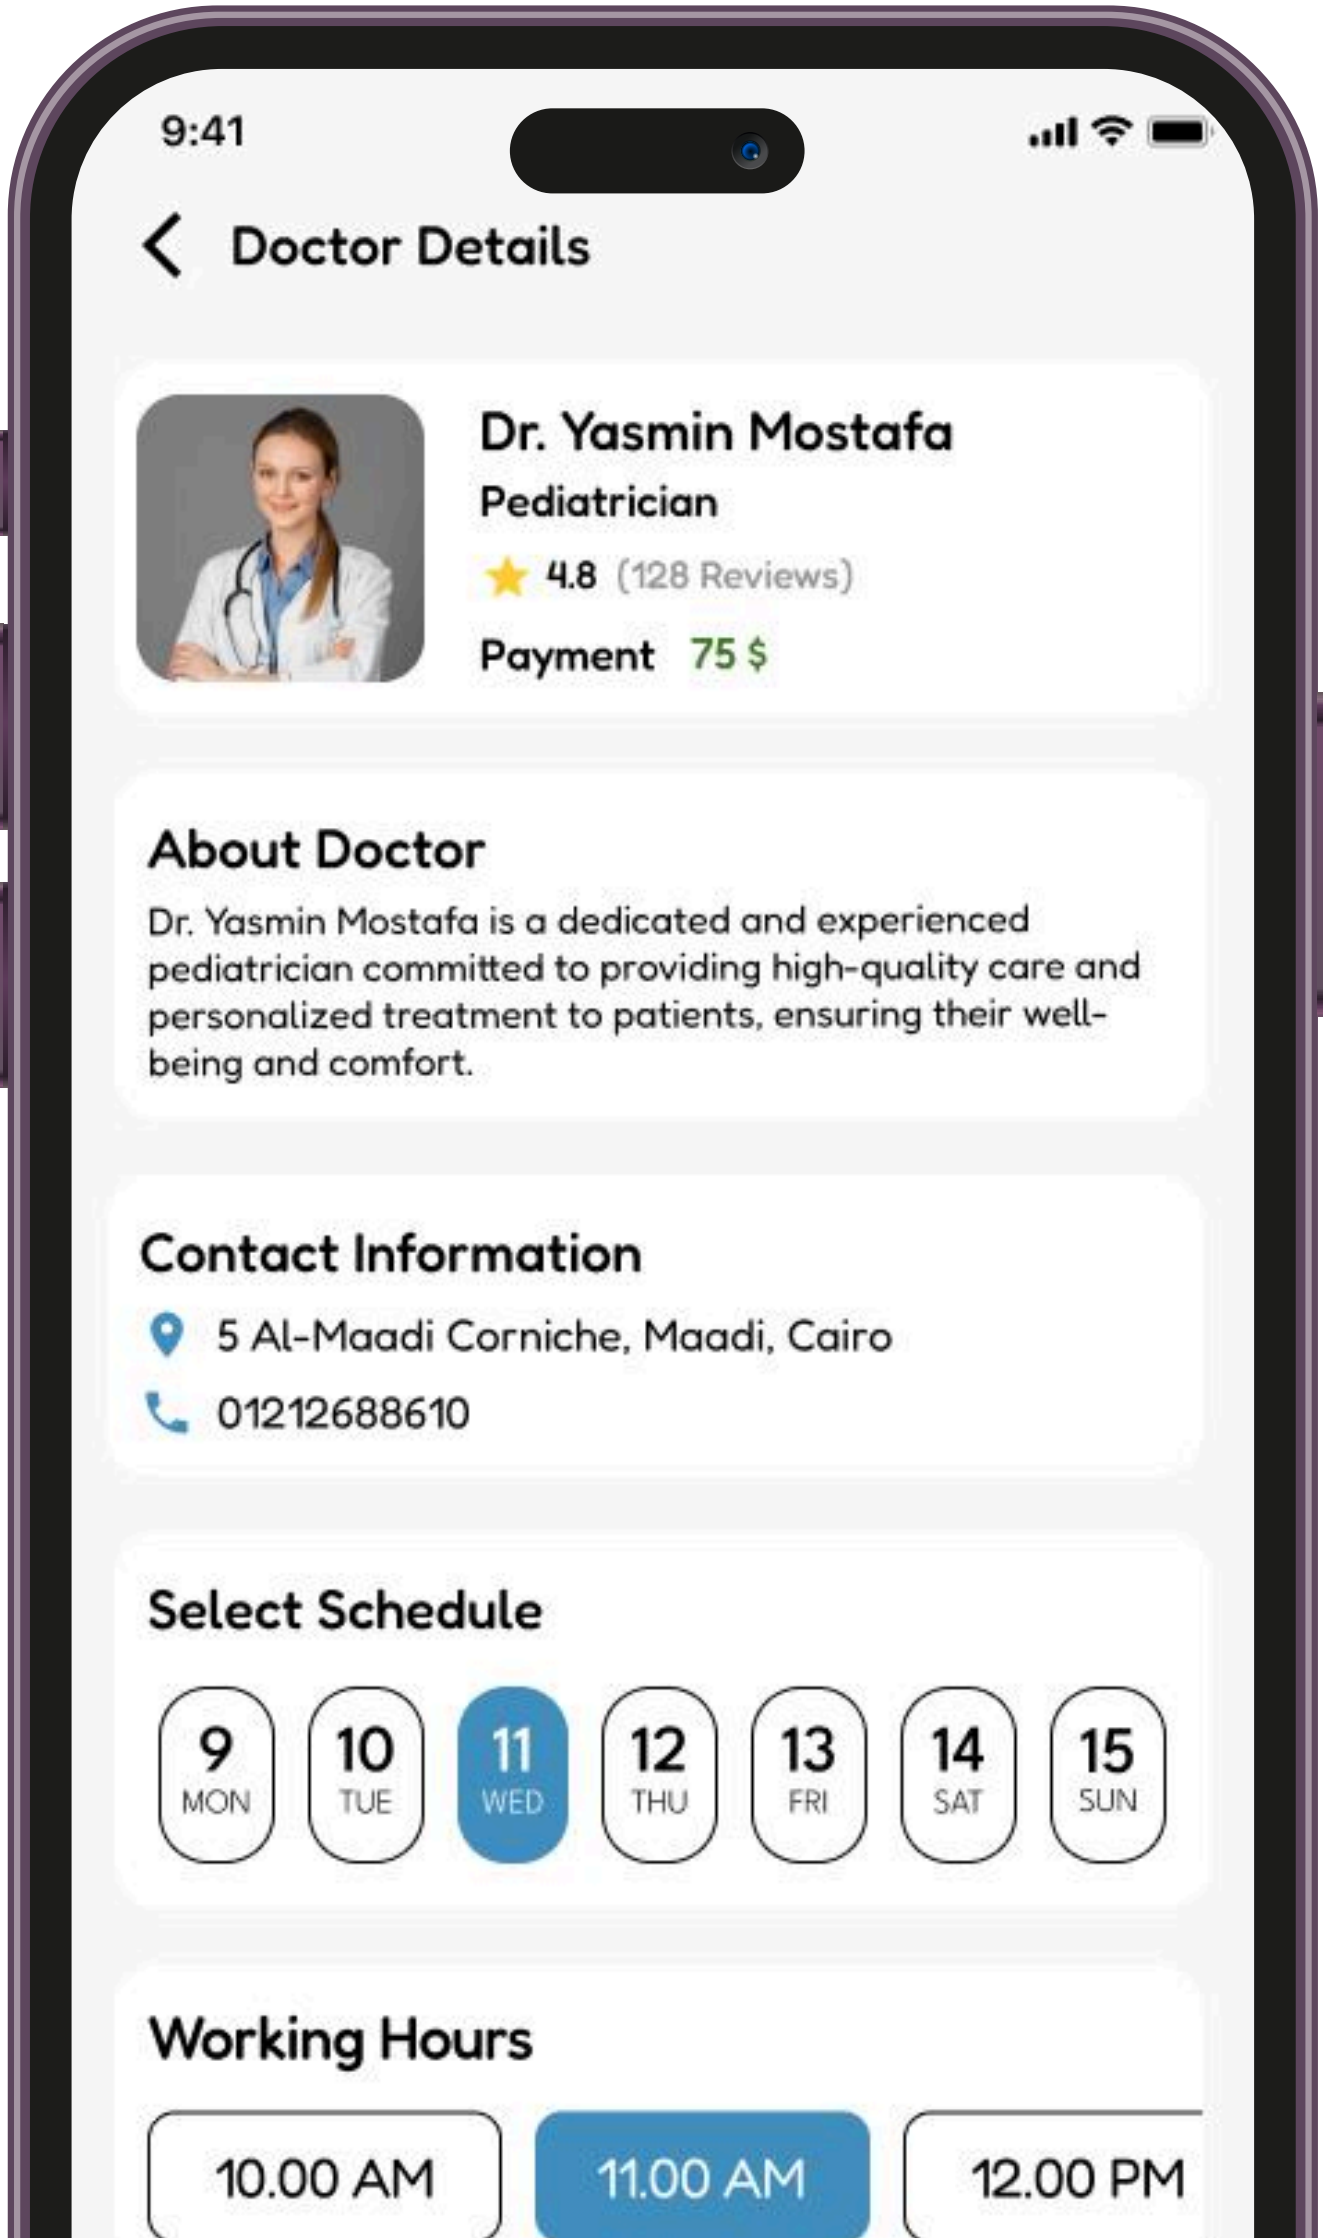 9:41
Doctor Details
Dr. Yasmin Mostafa
Pediatrician
4.8 (128 Reviews)
Payment 75 $
About Doctor
Dr. Yasmin Mostafa is a dedicated and experienced
pediatrician committed to providing high-quality care and
personalized treatment to patients, ensuring their well-
being and comfort.
Contact Information
5 Al-Maadi Corniche, Maadi, Cairo
01212688610
Select Schedule
9 10 11 12 13 14 15
MON TUE WED THU FRI SAT SUN
Working Hours
10.00 AM 11.00 AM 12.00 PM